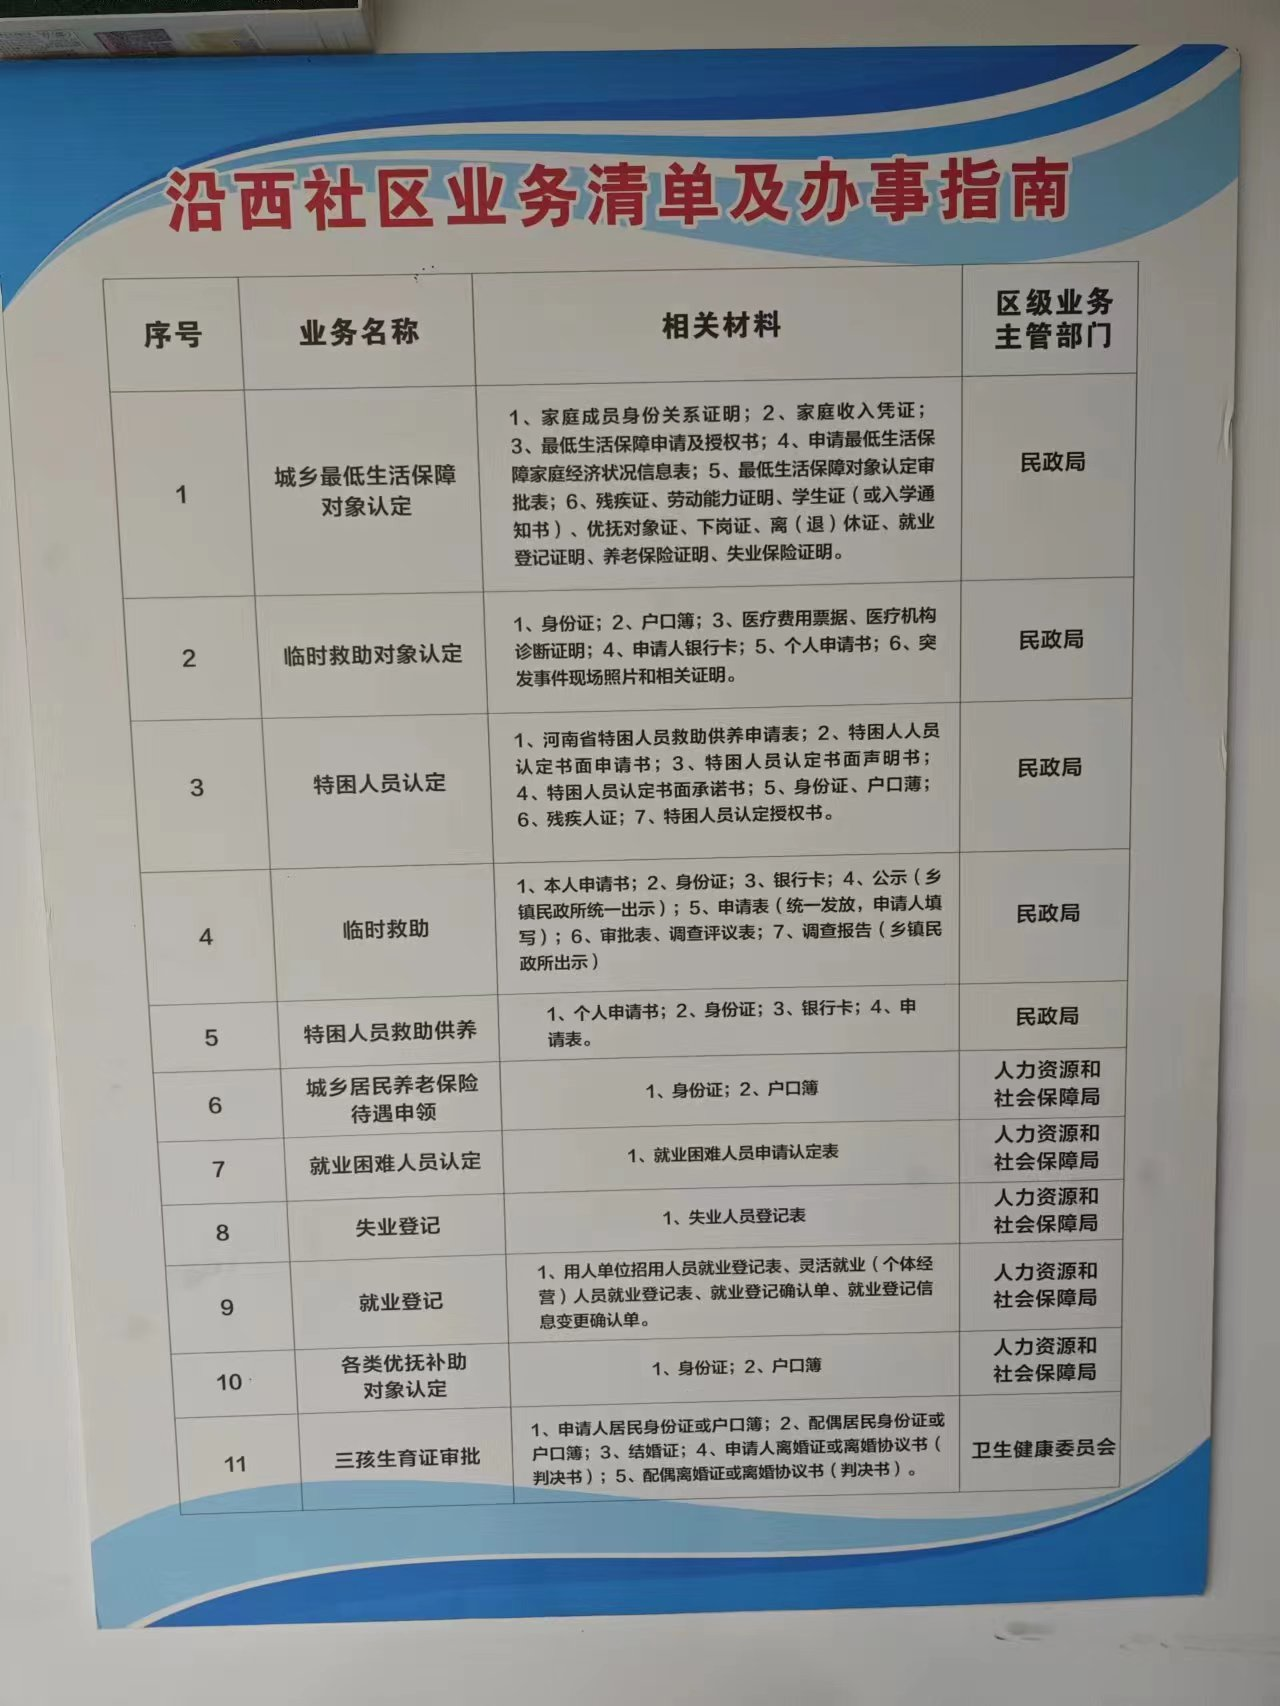 沿西社区业务清单及办事指南
序号
业务名称
相关材料
区级业务
主管部门
1
城乡最低生活保障
对象认定
1、家庭成员身份关系证明；2、家庭收入凭证；
3、最低生活保障申请及授权书；4、申请最低生活保
障家庭经济状况信息表；5、最低生活保障对象认定审
批表；6、残疾证、劳动能力证明、学生证（或入学通
知书）、优抚对象证、下岗证、离（退）休证、就业
登记证明、养老保险证明、失业保险证明。
民政局
2
临时救助对象认定
1、身份证；2、户口簿；3、医疗费用票据、医疗机构
诊断证明；4、申请人银行卡；5、个人申请书；6、突
发事件现场照片和相关证明。
民政局
3
特困人员认定
1、河南省特困人员救助供养申请表；2、特困人人员
认定书面申请书；3、特困人员认定书面声明书；
4、特困人员认定书面承诺书；5、身份证、户口薄；
6、残疾人证；7、特困人员认定授权书。
民政局
4
临时救助
1、本人申请书；2、身份证；3、银行卡；4、公示（乡
镇民政所统一出示）；5、申请表（统一发放，申请人填
写）；6、审批表、调查评议表；7、调查报告（乡镇民
政所出示）
民政局
5
特困人员救助供养
1、个人申请书；2、身份证；3、银行卡；4、申
请表。
民政局
6
城乡居民养老保险
待遇申领
1、身份证；2、户口簿
人力资源和
社会保障局
7
就业困难人员认定
1、就业困难人员申请认定表
人力资源和
社会保障局
8
失业登记
1、失业人员登记表
人力资源和
社会保障局
9
就业登记
1、用人单位招用人员就业登记表、灵活就业（个体经
营）人员就业登记表、就业登记确认单、就业登记信
息变更确认单。
人力资源和
社会保障局
10
各类优抚补助
对象认定
1、身份证；2、户口簿
人力资源和
社会保障局
11
三孩生育证审批
1、申请人居民身份证或户口簿；2、配偶居民身份证或
户口簿；3、结婚证；4、申请人离婚证或离婚协议书（
判决书）；5、配偶离婚证或离婚协议书（判决书）。
卫生健康委员会